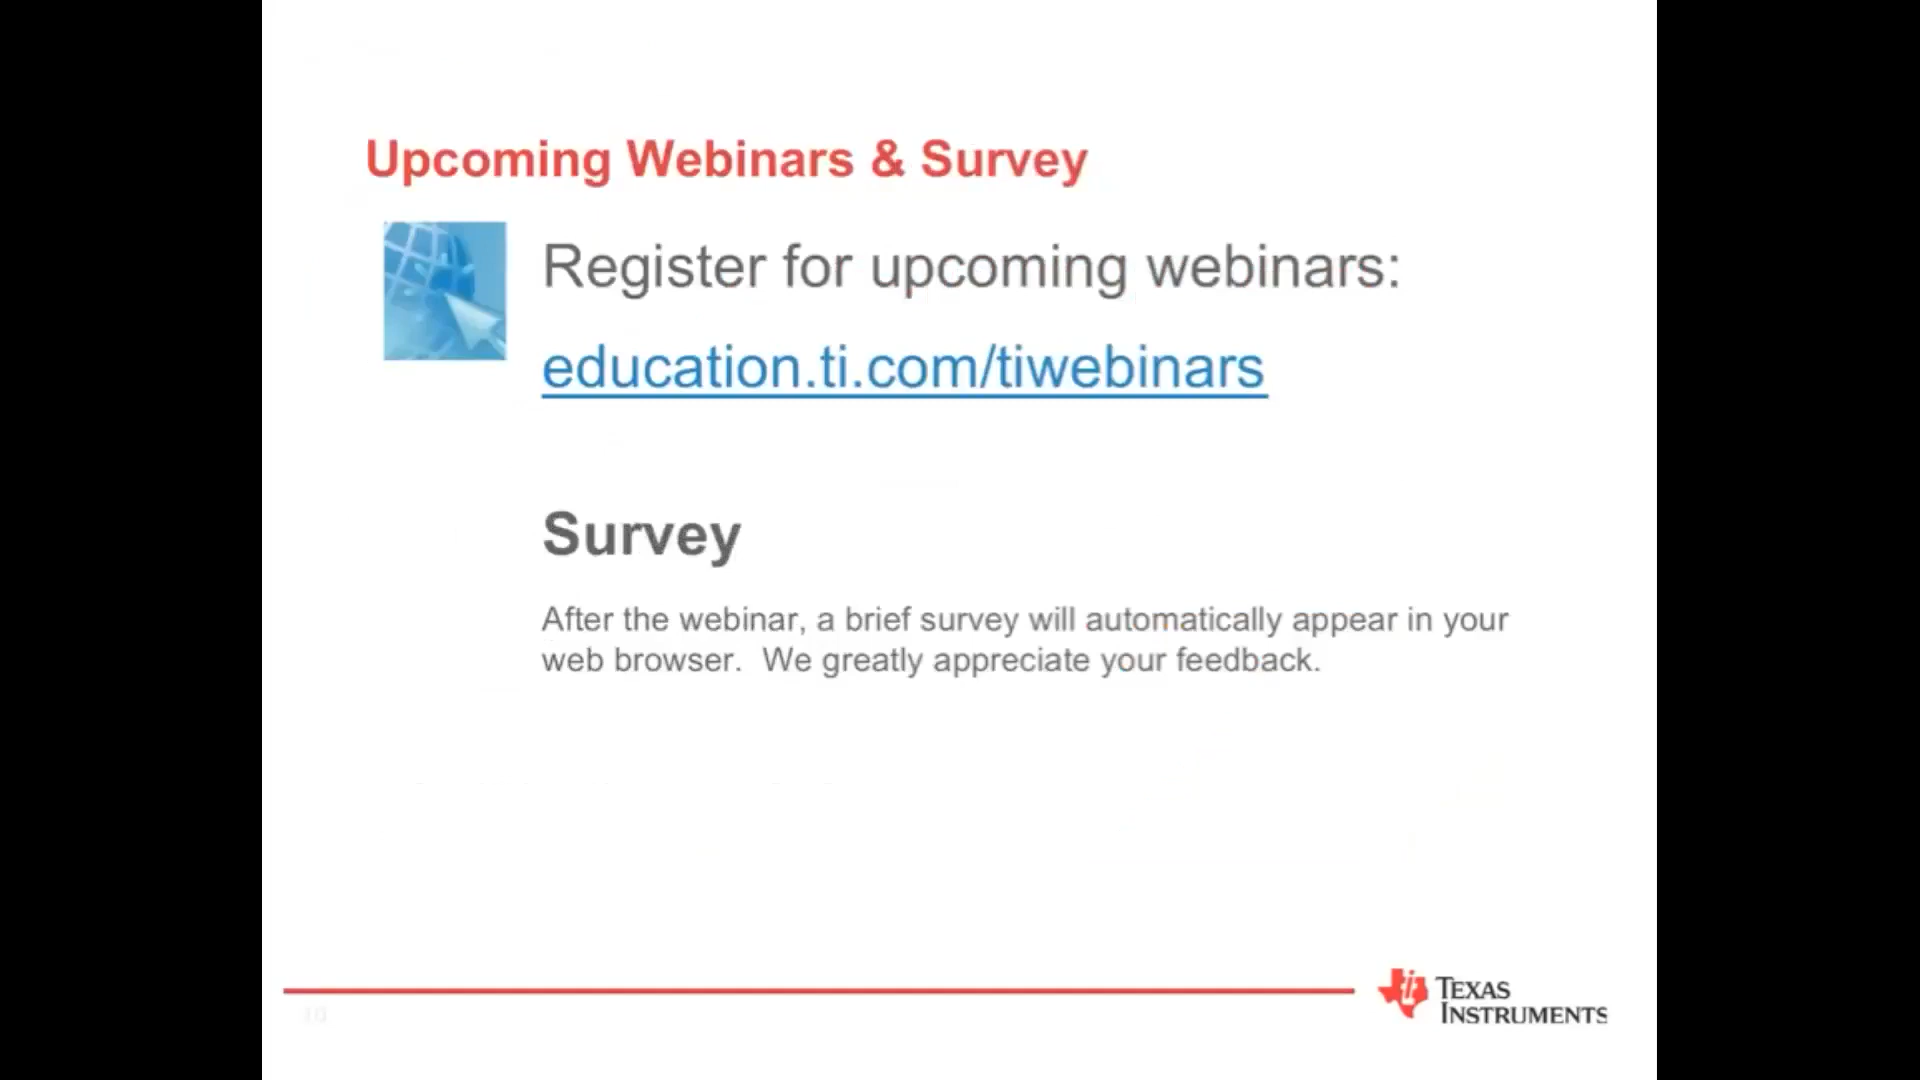 Upcoming Webinars & Survey
Register for upcoming webinars:
education.ti.com/tiwebinars
Survey
After the webinar, a brief survey will automatically appear in your
web browser.  We greatly appreciate your feedback.
TEXAS
INSTRUMENTS